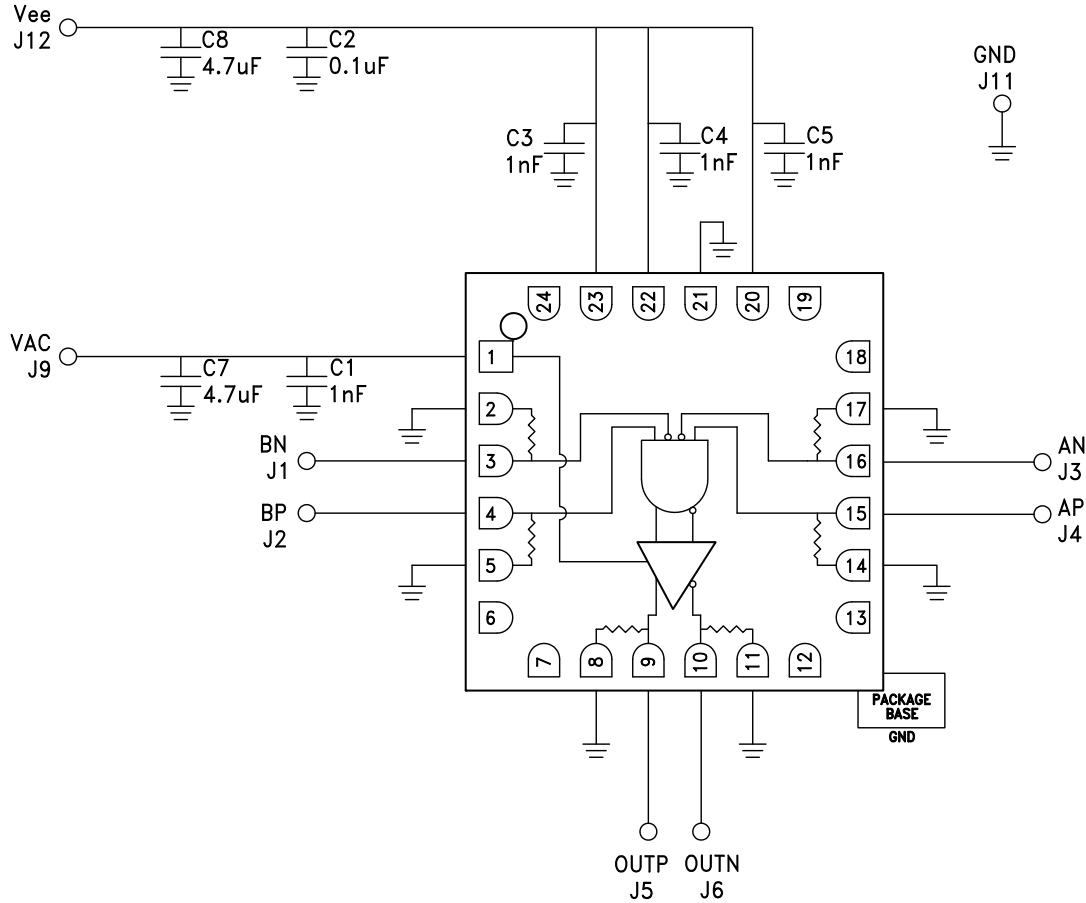 Vee
J12
C8
4.7uF
C2
0.1uF
GND
J11
C3
1nF
C4
1nF
C5
1nF
24
23
22
21
20
19
VAC
J9
C7
4.7uF
C1
1nF
1
18
2
17
BN
J1
3
16
AN
J3
BP
J2
4
15
AP
J4
5
14
6
13
7
8
9
10
11
12
PACKAGE
BASE
GND
OUTP
J5
OUTN
J6